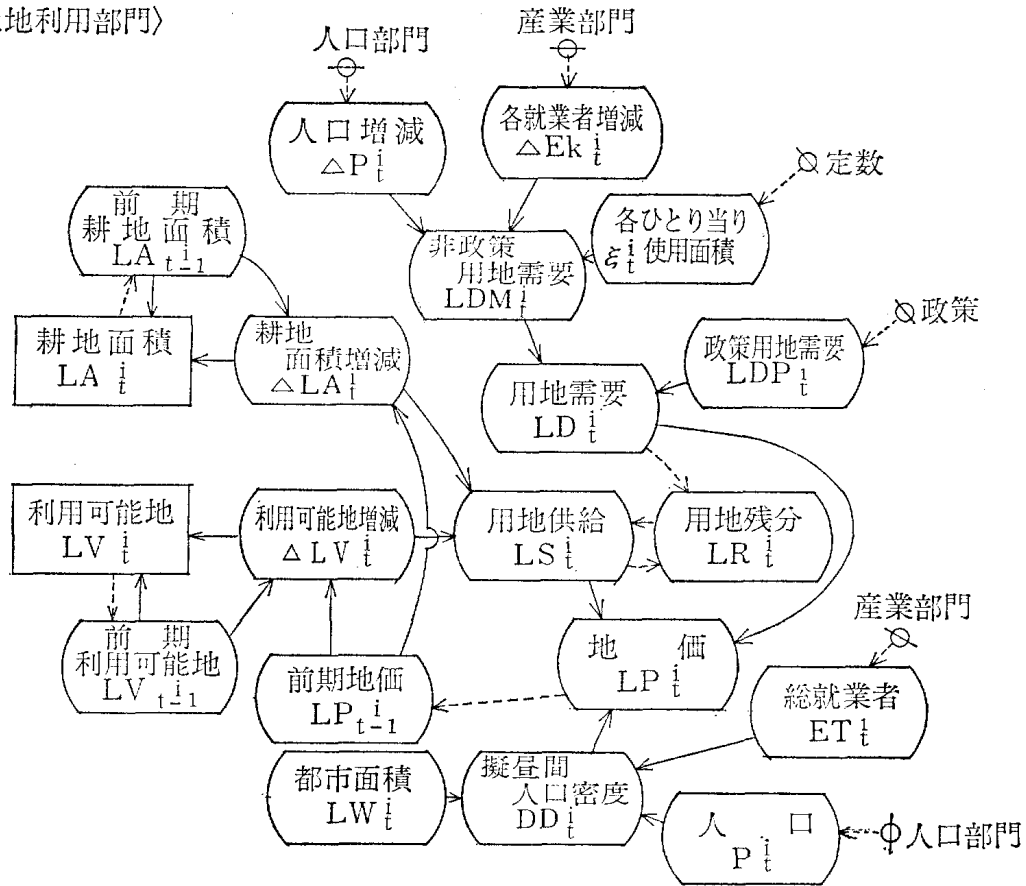 地利用部門〉
人口部門
産業部門
人口増減
△P i t
各就業者増減
△Ek i t
定数
各ひとり当り
ξ i t 使用面積
前 期
耕地面積
LA i t-1
非政策
用地需要
LDM i t
政策
耕地面積
LA i t
耕地
面積増減
△LA i t
政策用地需要
LDP i t
用地需要
LD i t
利用可能地
LV i t
利用可能地増減
△LV i t
用地供給
LS i t
用地残分
LR i t
産業部門
前 期
利用可能地
LV i t-1
前期地価
LP i t-1
地 価
LP i t
総就業者
ET i t
都市面積
LW i t
擬昼間
人口密度
DD i t
人 口
P i t
人口部門